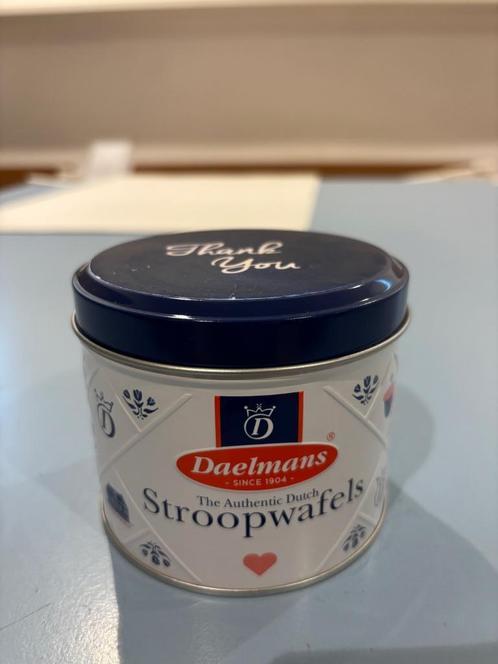 Thank
You
D
Daelmans®
- SINCE 1904 -
The Authentic Dutch
Stroopwafels